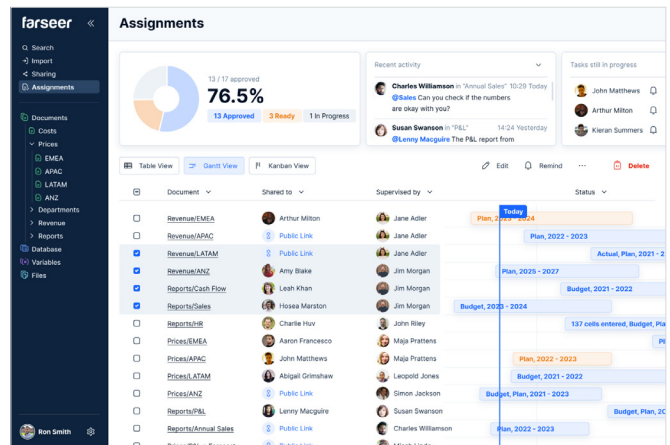 farseer «
Search
Import
Sharing
Assignments
Documents
Costs
Prices
EMEA
APAC
LATAM
ANZ
Departments
Revenue
Reports
Database
Variables
Files
Ron Smith
Assignments
13 / 17 approved
76.5%
13 Approved 3 Ready 1 In Progress
Recent activity
Charles Williamson in "Annual Sales" 10:29 Today
@Sales Can you check if the numbers
are okay with you?
Susan Swanson in "P&L" 14:24 Yesterday
@Lenny Macguire The P&L report from
Tasks still in progress
John Matthews
Arthur Milton
Kieran Summers
Table View Gantt View Kanban View Edit Remind ... Delete
Document Shared to Supervised by Status
Today
Revenue/EMEA Arthur Milton Jane Adler Plan, 2023 - 2024
Revenue/APAC Public Link Jane Adler Plan, 2022 - 2023
Revenue/LATAM Public Link Jane Adler Actual, Plan, 2021 - 2
Revenue/ANZ Amy Blake Jim Morgan Plan, 2025 - 2027
Reports/Cash Flow Leah Khan Jim Morgan Budget, 2021 - 2022
Reports/Sales Hosea Marston Jim Morgan Budget, 2023 - 2024
Reports/HR Charlie Huv John Riley 137 cells entered, Budget, Pla
Prices/EMEA Aaron Francesco Maja Prattens Pl
Prices/APAC John Matthews Maja Prattens Plan, 2022 - 2023
Prices/LATAM Abigail Grimshaw Leopold Jones Budget, 2021 - 2022
Prices/ANZ Public Link Simon Jackson Budget, Plan, 2021 - 2023
Reports/P&L Lenny Macguire Susan Swanson Budget, Plan, 20
Reports/Annual Sales Public Link Charles Williamson Plan, 2022 - 2023